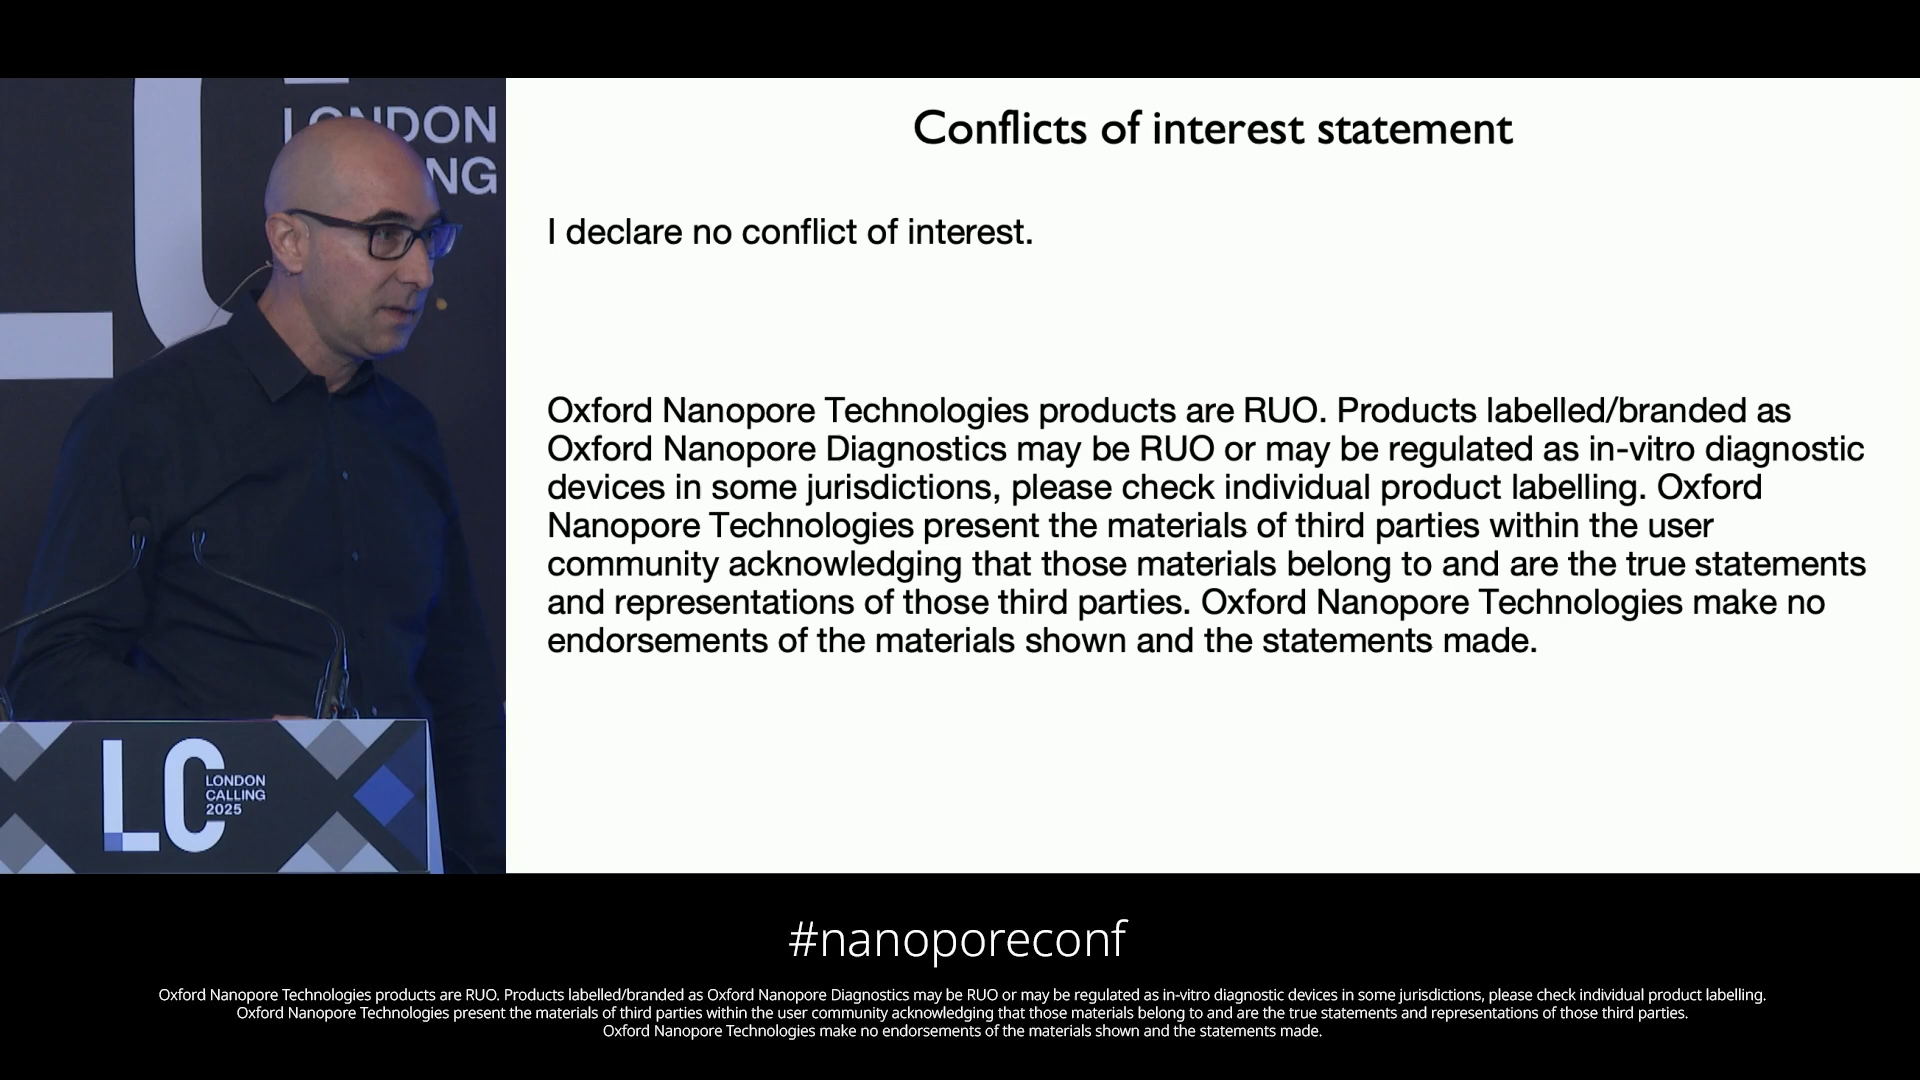 LONDON
NG
Conflicts of interest statement
I declare no conflict of interest.
Oxford Nanopore Technologies products are RUO. Products labelled/branded as
Oxford Nanopore Diagnostics may be RUO or may be regulated as in-vitro diagnostic
devices in some jurisdictions, please check individual product labelling. Oxford
Nanopore Technologies present the materials of third parties within the user
community acknowledging that those materials belong to and are the true statements
and representations of those third parties. Oxford Nanopore Technologies make no
endorsements of the materials shown and the statements made.
LC
LONDON
CALLING
2025
#nanoporeconf
Oxford Nanopore Technologies products are RUO. Products labelled/branded as Oxford Nanopore Diagnostics may be RUO or may be regulated as in-vitro diagnostic devices in some jurisdictions, please check individual product labelling.
Oxford Nanopore Technologies present the materials of third parties within the user community acknowledging that those materials belong to and are the true statements and representations of those third parties.
Oxford Nanopore Technologies make no endorsements of the materials shown and the statements made.